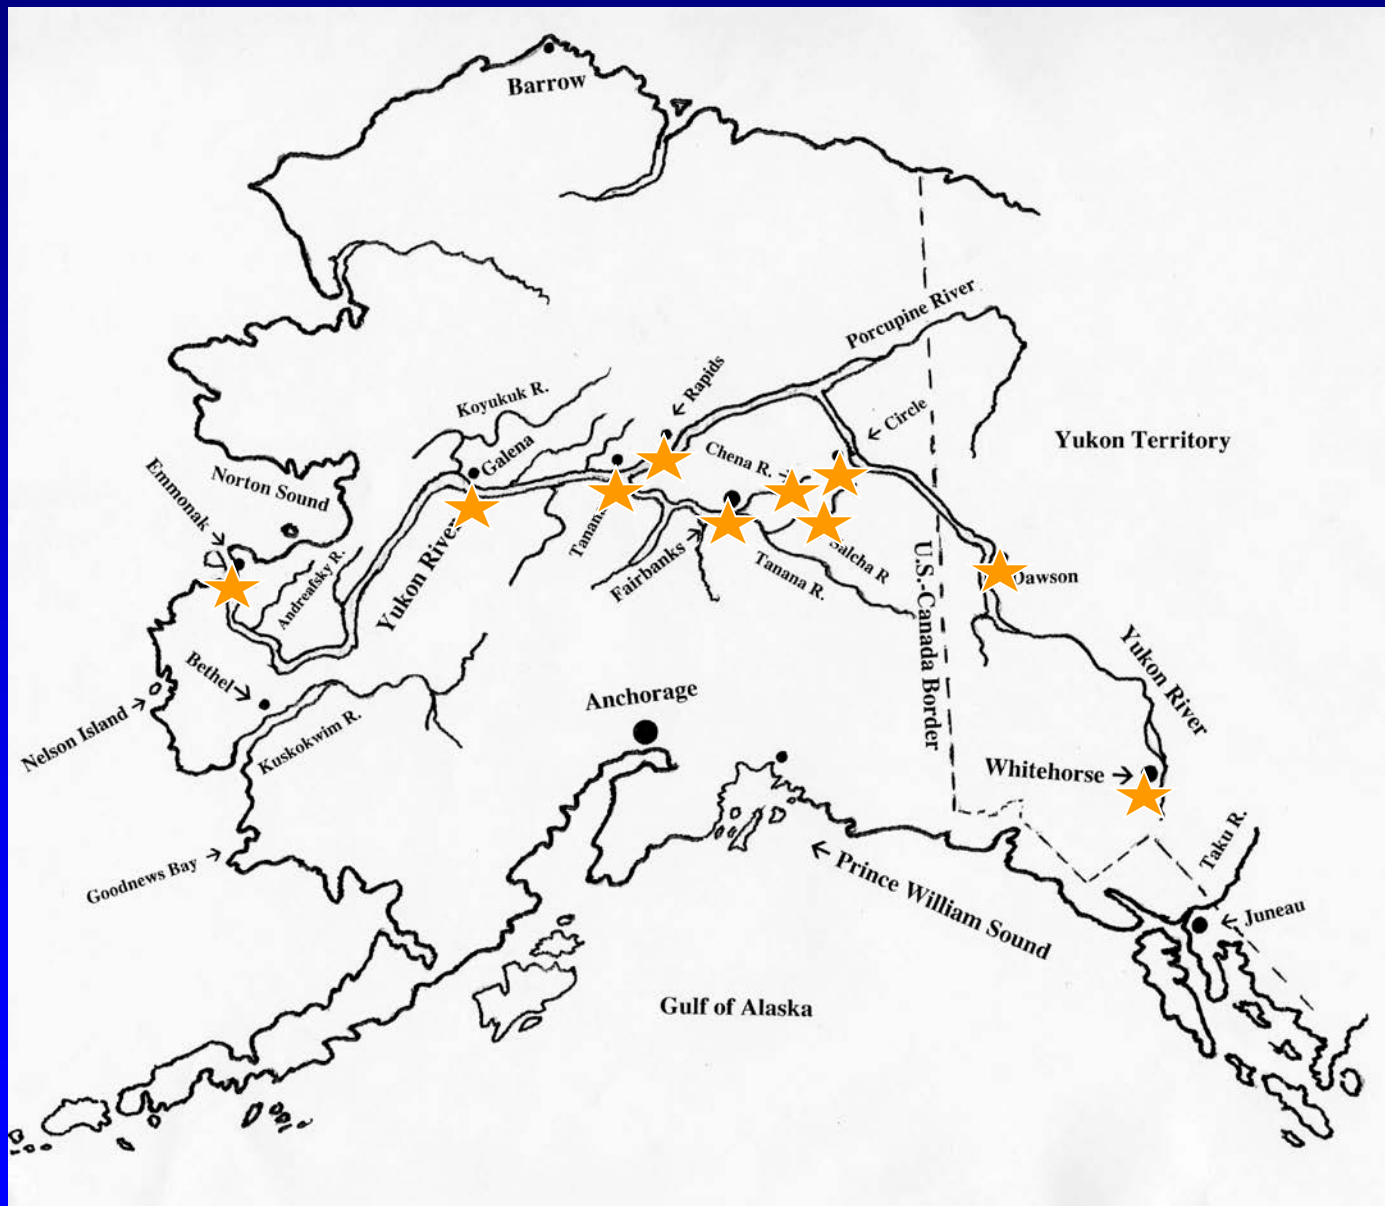 Barrow
Porcupine River
Rapids
Koyukuk R.
Circle
Galena
Chena R.
Yukon Territory
Emmonak
Norton Sound
Yukon River
Tanana
Fairbanks
Tanana R.
Salcha R
Andreafsky R.
Dawson
U.S.-Canada Border
Yukon River
Bethel
Nelson Island
Kuskokwim R.
Anchorage
Whitehorse
Taku R.
Goodnews Bay
Prince William Sound
Juneau
Gulf of Alaska